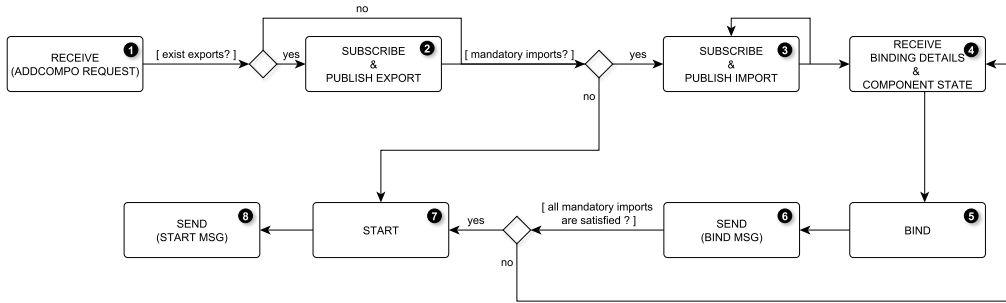 no
1
RECEIVE
(ADDCOMPO REQUEST)
[ exist exports? ]
yes
2
SUBSCRIBE
&
PUBLISH EXPORT
[ mandatory imports? ]
yes
no
3
SUBSCRIBE
&
PUBLISH IMPORT
4
RECEIVE
BINDING DETAILS
&
COMPONENT STATE
8
SEND
(START MSG)
7
START
yes
no
[ all mandatory imports
are satisfied ? ]
6
SEND
(BIND MSG)
5
BIND